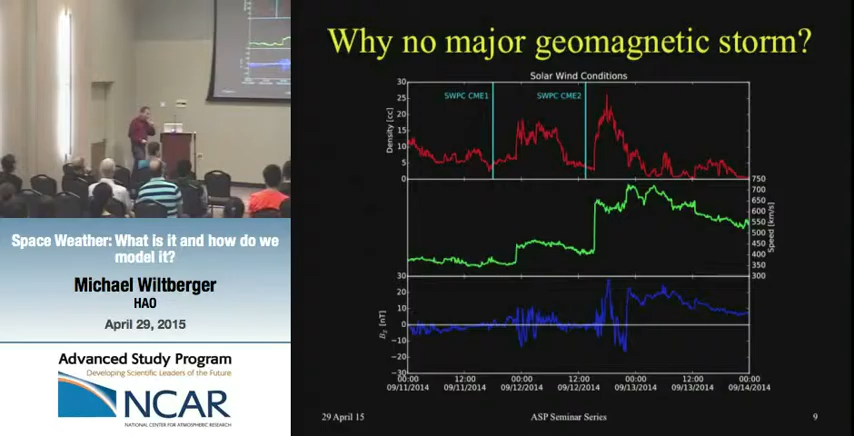 Why no major geomagnetic storm?
Solar Wind Conditions
SWPC CME1
SWPC CME2
Density [cc]
30
25
20
15
10
5
0
Speed [km/s]
750
700
650
600
550
500
450
400
350
300
Bz [nT]
30
20
10
0
−10
−20
−30
00:00 12:00 00:00 12:00 00:00 12:00 00:00
09/11/2014 09/11/2014 09/12/2014 09/12/2014 09/13/2014 09/13/2014 09/14/2014
29 April 15
ASP Seminar Series
9
Space Weather: What is it and how do we
model it?
Michael Wiltberger
HAO
April 29, 2015
Advanced Study Program
Developing Scientific Leaders of the Future
NCAR
NATIONAL CENTER FOR ATMOSPHERIC RESEARCH